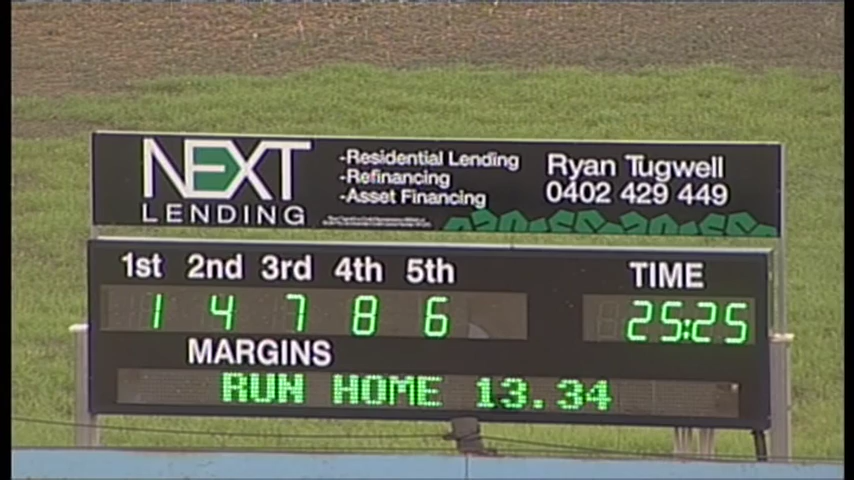 NEXT
LENDING
-Residential Lending
-Refinancing
-Asset Financing
Ryan Tugwell
0402 429 449
1st 2nd 3rd 4th 5th TIME
1 4 7 8 6 25:25
MARGINS
RUN HOME 13.34